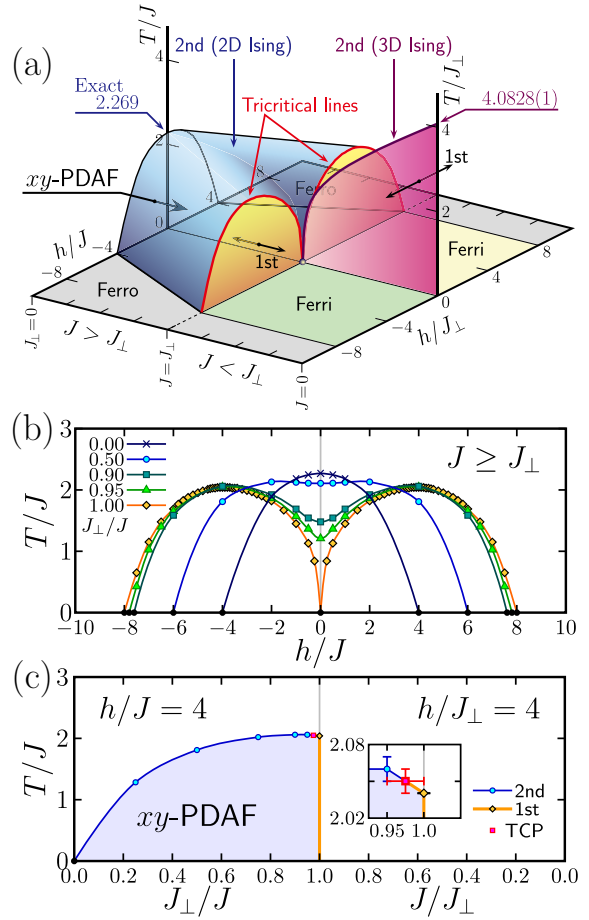 (a)
T/J
2nd (2D Ising)
2nd (3D Ising)
T/J⊥
4
Exact
2.269
Tricritical lines
4.0828(1)
2
4
1st
xy-PDAF
8
Ferro
4
2
0
1st
h/J
−4
−8
8
Ferri
4
0
Ferro
Ferri
−4
h/J⊥
−8
J⊥=0
J > J⊥
J=J⊥
J < J⊥
J=0
(b)
3
0.00
0.50
0.90
0.95
1.00
J⊥/J
J ≥ J⊥
T/J
2
1
0
−10 −8 −6 −4 −2 0 2 4 6 8 10
h/J
(c)
3
h/J = 4
h/J⊥ = 4
T/J
2
2.08
2.02
0.95 1.0
2nd
1st
TCP
1
xy-PDAF
0
0.0 0.2 0.4 0.6 0.8 1.0 0.8 0.6 0.4 0.2 0.0
J⊥/J
J/J⊥